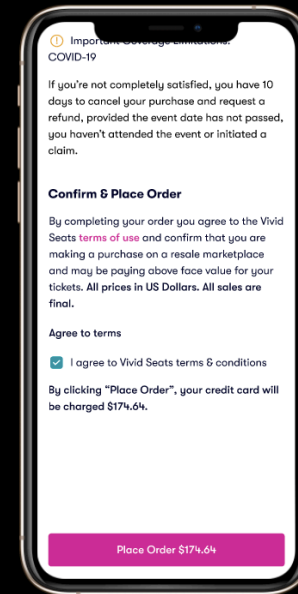 Important Coverage Limitations:
COVID-19
If you're not completely satisfied, you have 10
days to cancel your purchase and request a
refund, provided the event date has not passed,
you haven't attended the event or initiated a
claim.
Confirm & Place Order
By completing your order you agree to the Vivid
Seats terms of use and confirm that you are
making a purchase on a resale marketplace
and may be paying above face value for your
tickets. All prices in US Dollars. All sales are
final.
Agree to terms
I agree to Vivid Seats terms & conditions
By clicking "Place Order", your credit card will
be charged $174.64.
Place Order $174.64